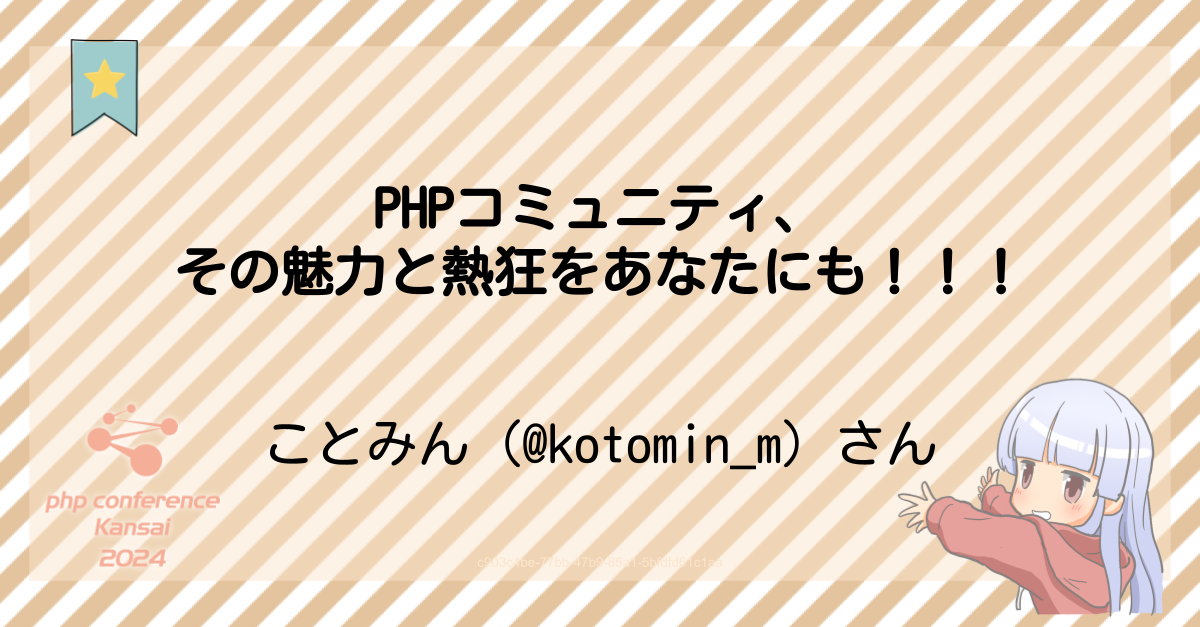 PHPコミュニティ、
その魅力と熱狂をあなたにも！！！
ことみん（@kotomin_m）さん
php conference
Kansai
2024